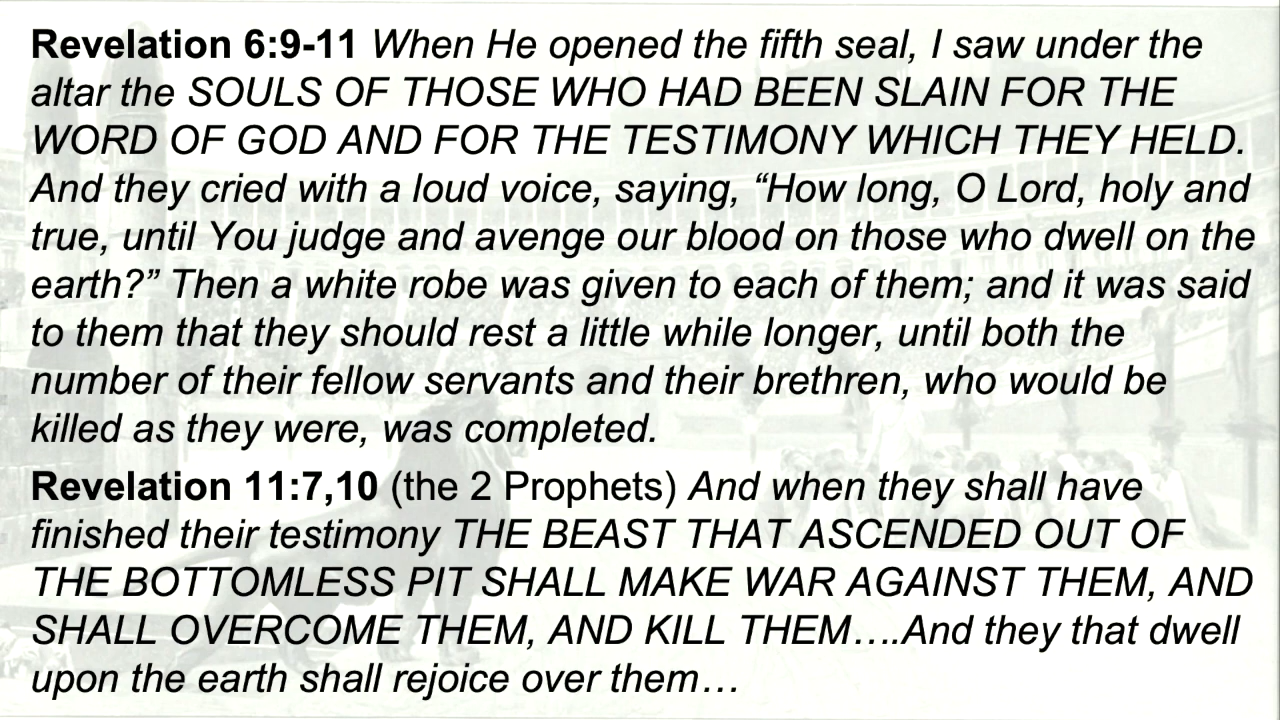 Revelation 6:9-11 When He opened the fifth seal, I saw under the
altar the SOULS OF THOSE WHO HAD BEEN SLAIN FOR THE
WORD OF GOD AND FOR THE TESTIMONY WHICH THEY HELD.
And they cried with a loud voice, saying, “How long, O Lord, holy and
true, until You judge and avenge our blood on those who dwell on the
earth?” Then a white robe was given to each of them; and it was said
to them that they should rest a little while longer, until both the
number of their fellow servants and their brethren, who would be
killed as they were, was completed.
Revelation 11:7,10 (the 2 Prophets) And when they shall have
finished their testimony THE BEAST THAT ASCENDED OUT OF
THE BOTTOMLESS PIT SHALL MAKE WAR AGAINST THEM, AND
SHALL OVERCOME THEM, AND KILL THEM….And they that dwell
upon the earth shall rejoice over them…